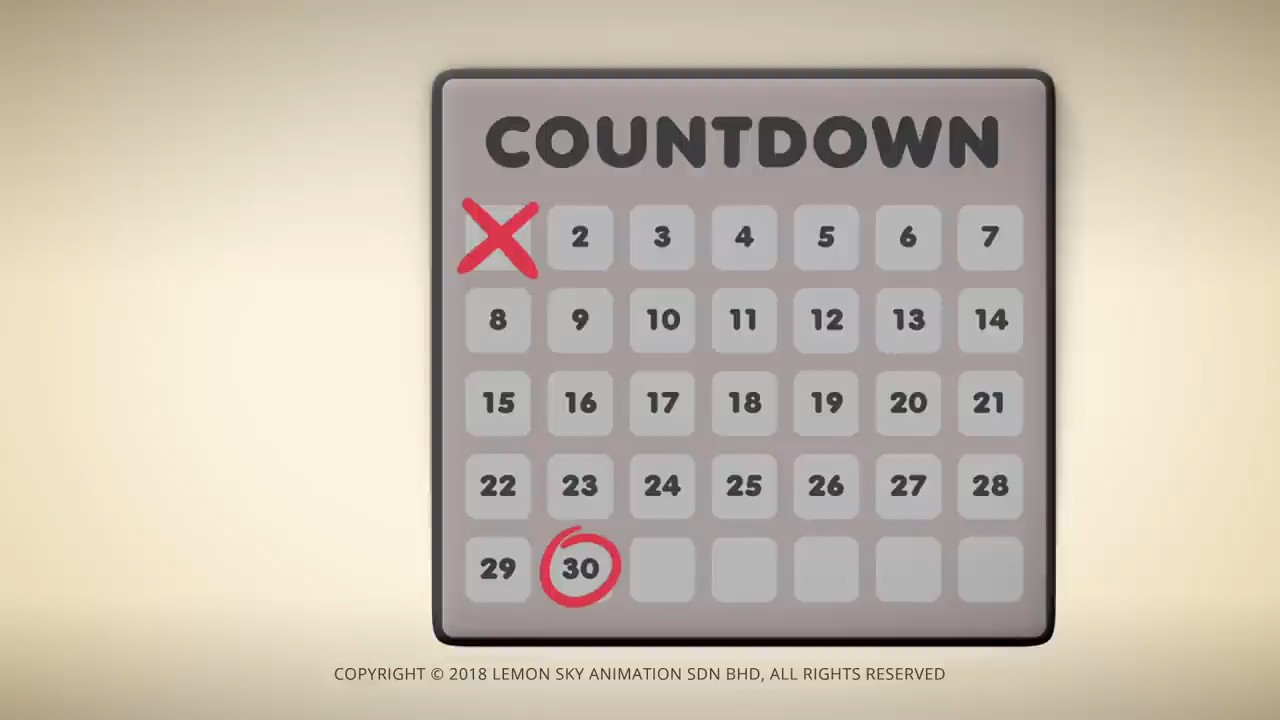 COUNTDOWN
2 3 4 5 6 7
8 9 10 11 12 13 14
15 16 17 18 19 20 21
22 23 24 25 26 27 28
29 30
COPYRIGHT © 2018 LEMON SKY ANIMATION SDN BHD, ALL RIGHTS RESERVED